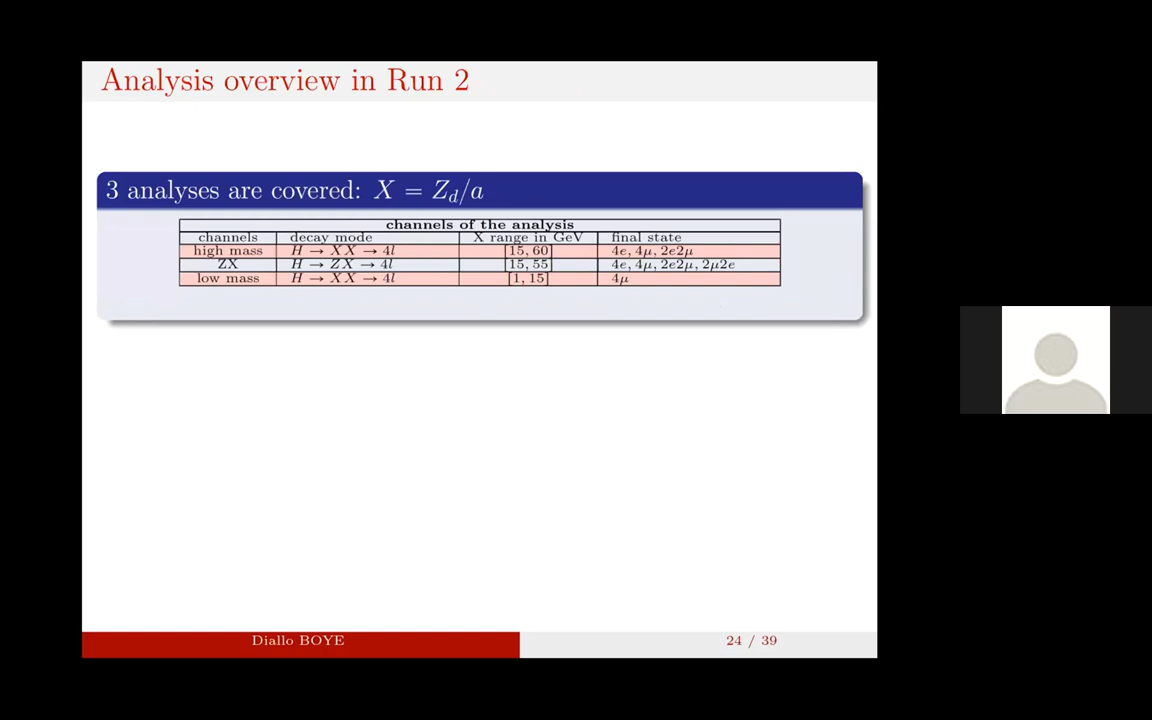 Analysis overview in Run 2
3 analyses are covered: X = Z_d/a
channels of the analysis
channels decay mode X range in GeV final state
high mass H → XX → 4l [15, 60] 4e, 4μ, 2e2μ
ZX H → ZX → 4l [15, 55] 4e, 4μ, 2e2μ, 2μ2e
low mass H → XX → 4l [1, 15] 4μ
Diallo BOYE 24 / 39